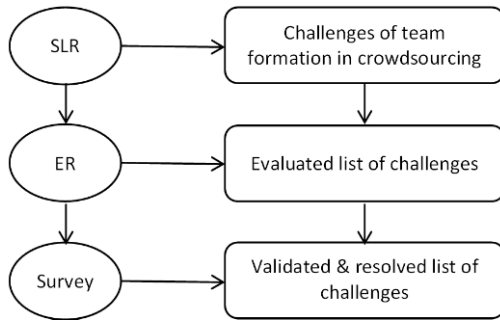 SLR
Challenges of team
formation in crowdsourcing
ER
Evaluated list of challenges
Survey
Validated & resolved list of
challenges